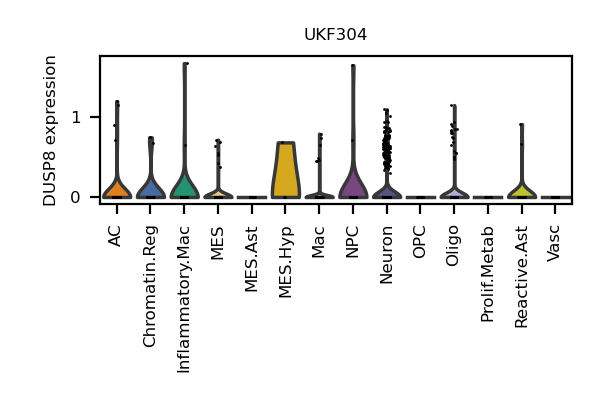 UKF304
DUSP8 expression
1
0
AC
Chromatin.Reg
Inflammatory.Mac
MES
MES.Ast
MES.Hyp
Mac
NPC
Neuron
OPC
Oligo
Prolif.Metab
Reactive.Ast
Vasc